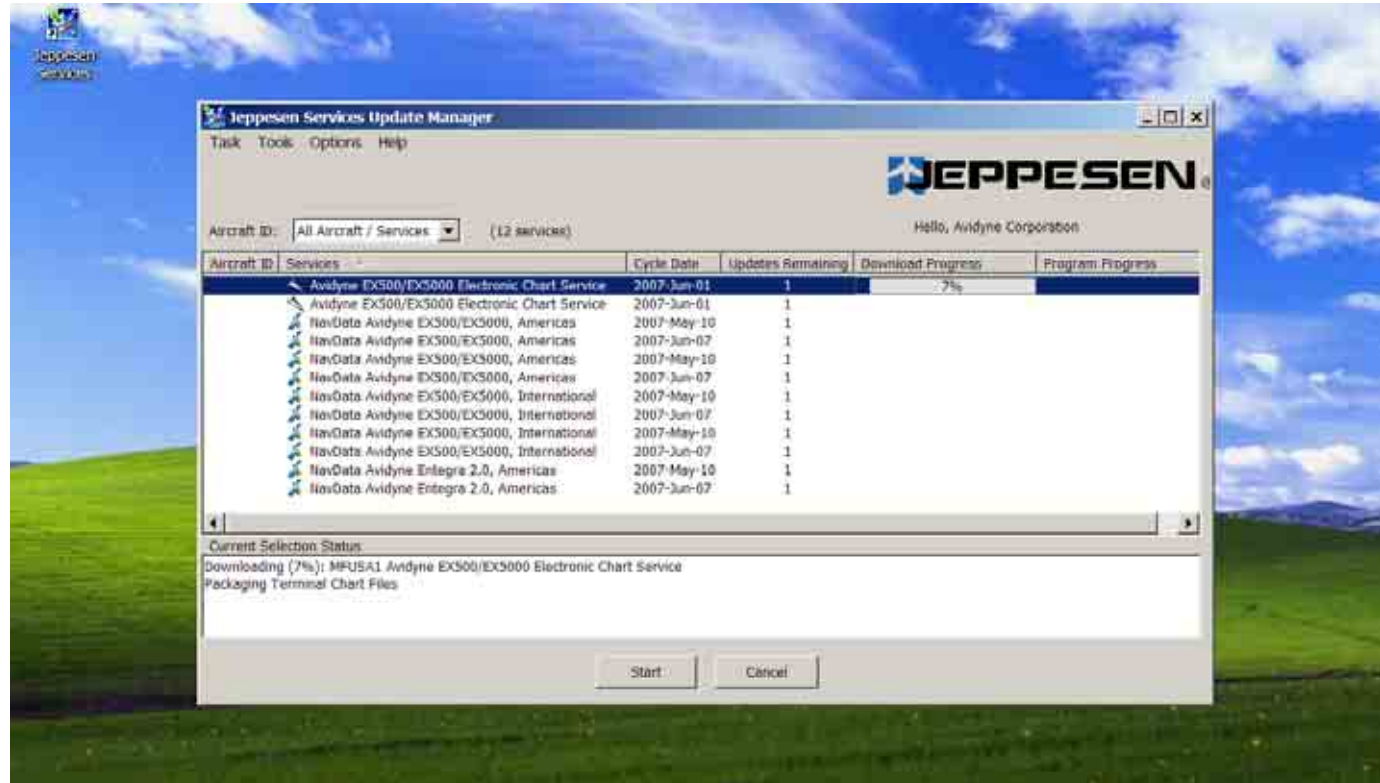 Jeppesen
Services
Jeppesen Services Update Manager
Task Tools Options Help
JEPPESEN®
Aircraft ID: All Aircraft / Services (12 services) Hello, Avidyne Corporation
Aircraft ID Services Cycle Date Updates Remaining Download Progress Program Progress
Avidyne EX500/EX5000 Electronic Chart Service 2007-Jun-01 1 7%
Avidyne EX500/EX5000 Electronic Chart Service 2007-Jun-01 1
NavData Avidyne EX500/EX5000, Americas 2007-May-10 1
NavData Avidyne EX500/EX5000, Americas 2007-Jun-07 1
NavData Avidyne EX500/EX5000, Americas 2007-May-10 1
NavData Avidyne EX500/EX5000, Americas 2007-Jun-07 1
NavData Avidyne EX500/EX5000, International 2007-May-10 1
NavData Avidyne EX500/EX5000, International 2007-Jun-07 1
NavData Avidyne EX500/EX5000, International 2007-May-10 1
NavData Avidyne EX500/EX5000, International 2007-Jun-07 1
NavData Avidyne Entegra 2.0, Americas 2007-May-10 1
NavData Avidyne Entegra 2.0, Americas 2007-Jun-07 1
Current Selection Status
Downloading (7%): MFUSA1 Avidyne EX500/EX5000 Electronic Chart Service
Packaging Terminal Chart Files
Start Cancel